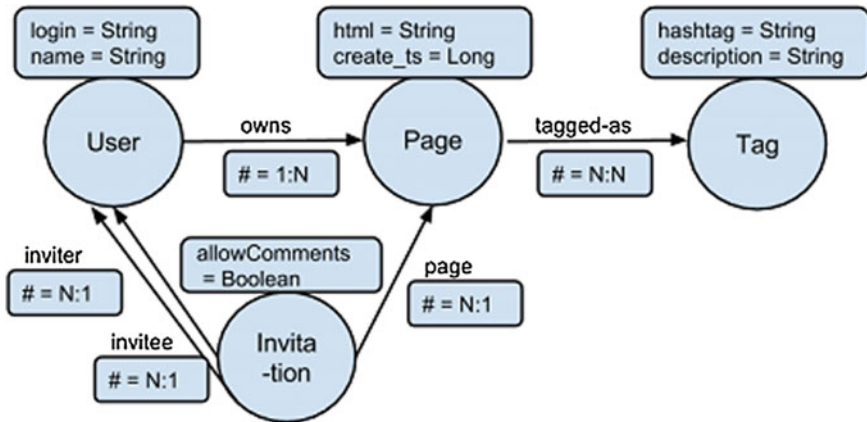 login = String
name = String
html = String
create_ts = Long
hashtag = String
description = String
User
owns
# = 1:N
Page
tagged-as
# = N:N
Tag
inviter
# = N:1
allowComments
= Boolean
page
# = N:1
invitee
# = N:1
Invita
-tion